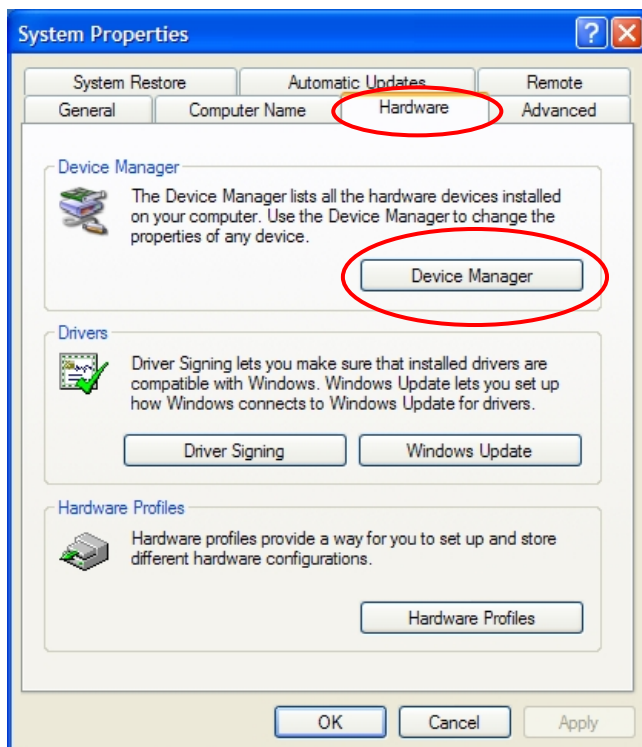 System Properties
System Restore Automatic Updates Remote
General Computer Name Hardware Advanced
Device Manager
The Device Manager lists all the hardware devices installed
on your computer. Use the Device Manager to change the
properties of any device.
Device Manager
Drivers
Driver Signing lets you make sure that installed drivers are
compatible with Windows. Windows Update lets you set up
how Windows connects to Windows Update for drivers.
Driver Signing Windows Update
Hardware Profiles
Hardware profiles provide a way for you to set up and store
different hardware configurations.
Hardware Profiles
OK Cancel Apply